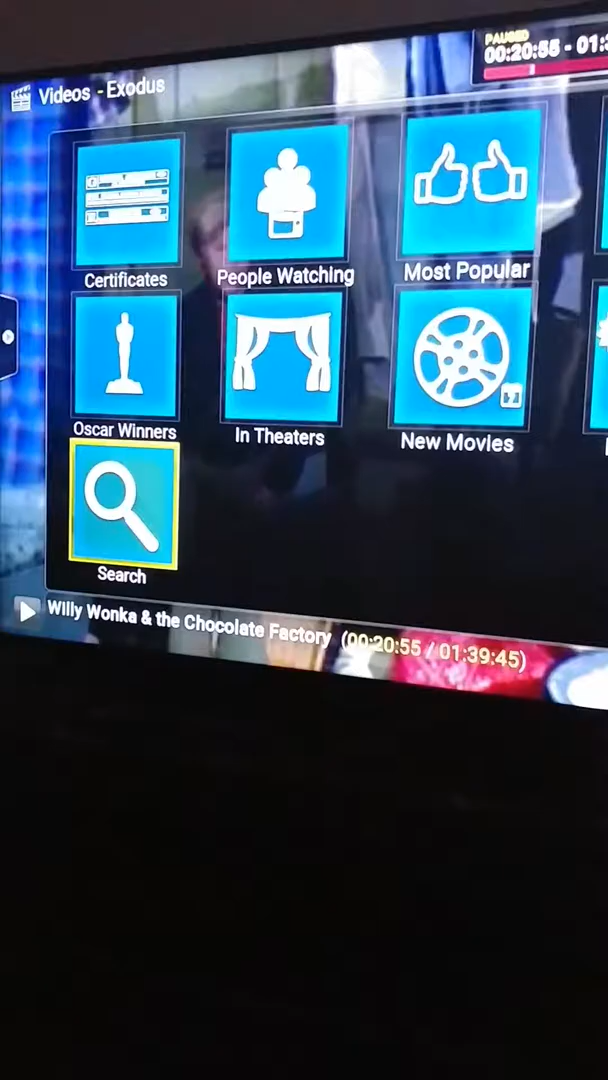 PAUSED
00:20:55 - 01:3
Videos - Exodus
Certificates
People Watching
Most Popular
Oscar Winners
In Theaters
New Movies
Search
Willy Wonka & the Chocolate Factory (00:20:55 / 01:39:45)